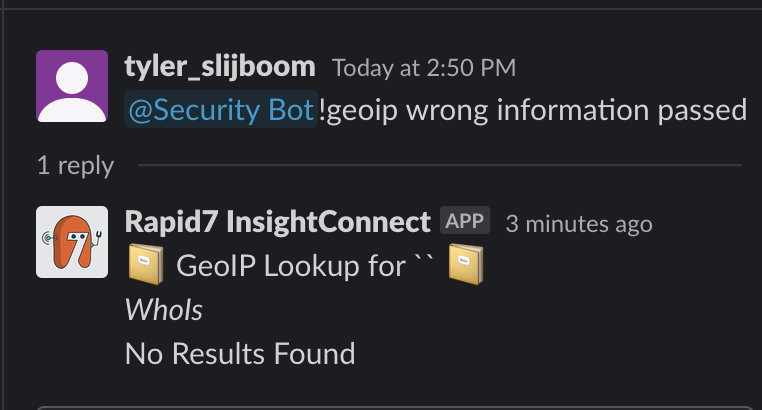 tyler_slijboom Today at 2:50 PM
@Security Bot!geoip wrong information passed
1 reply
7
Rapid7 InsightConnect APP 3 minutes ago
GeoIP Lookup for ``
WhoIs
No Results Found